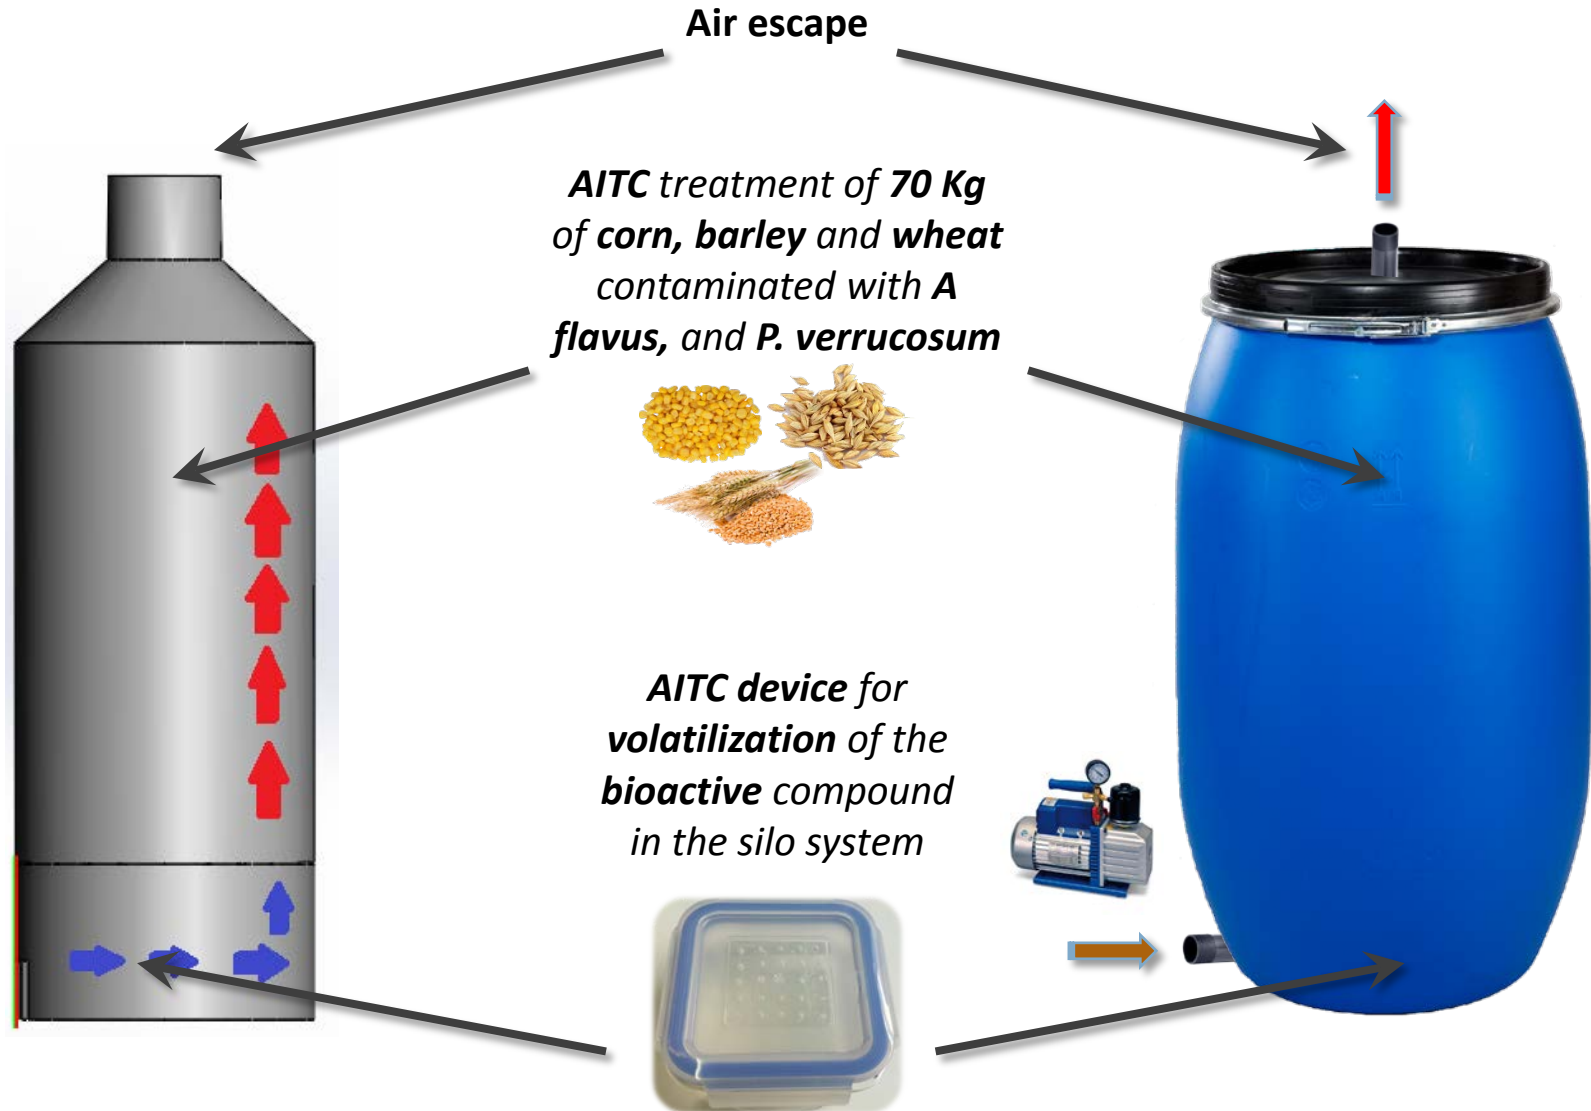 Air escape
AITC treatment of 70 Kg
of corn, barley and wheat
contaminated with A
flavus, and P. verrucosum
AITC device for
volatilization of the
bioactive compound
in the silo system